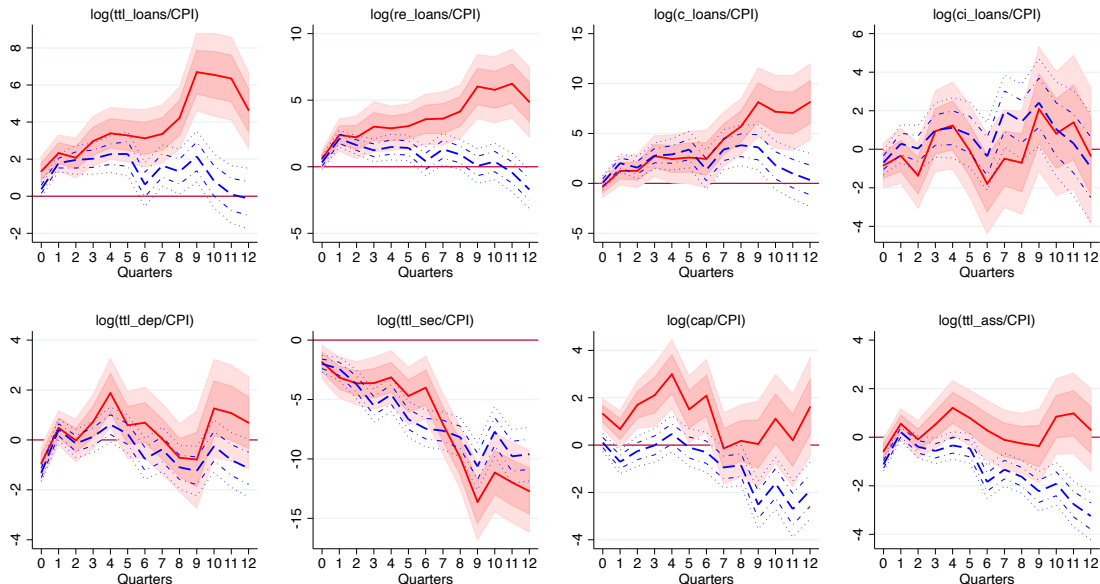 log(ttl_loans/CPI)
8
6
4
2
0
-2
0 1 2 3 4 5 6 7 8 9 10 11 12
Quarters
log(re_loans/CPI)
10
5
0
-5
0 1 2 3 4 5 6 7 8 9 10 11 12
Quarters
log(c_loans/CPI)
15
10
5
0
-5
0 1 2 3 4 5 6 7 8 9 10 11 12
Quarters
log(ci_loans/CPI)
6
4
2
0
-2
-4
0 1 2 3 4 5 6 7 8 9 10 11 12
Quarters
log(ttl_dep/CPI)
4
2
0
-2
-4
0 1 2 3 4 5 6 7 8 9 10 11 12
Quarters
log(ttl_sec/CPI)
0
-5
-10
-15
0 1 2 3 4 5 6 7 8 9 10 11 12
Quarters
log(cap/CPI)
4
2
0
-2
-4
0 1 2 3 4 5 6 7 8 9 10 11 12
Quarters
log(ttl_ass/CPI)
4
2
0
-2
-4
0 1 2 3 4 5 6 7 8 9 10 11 12
Quarters